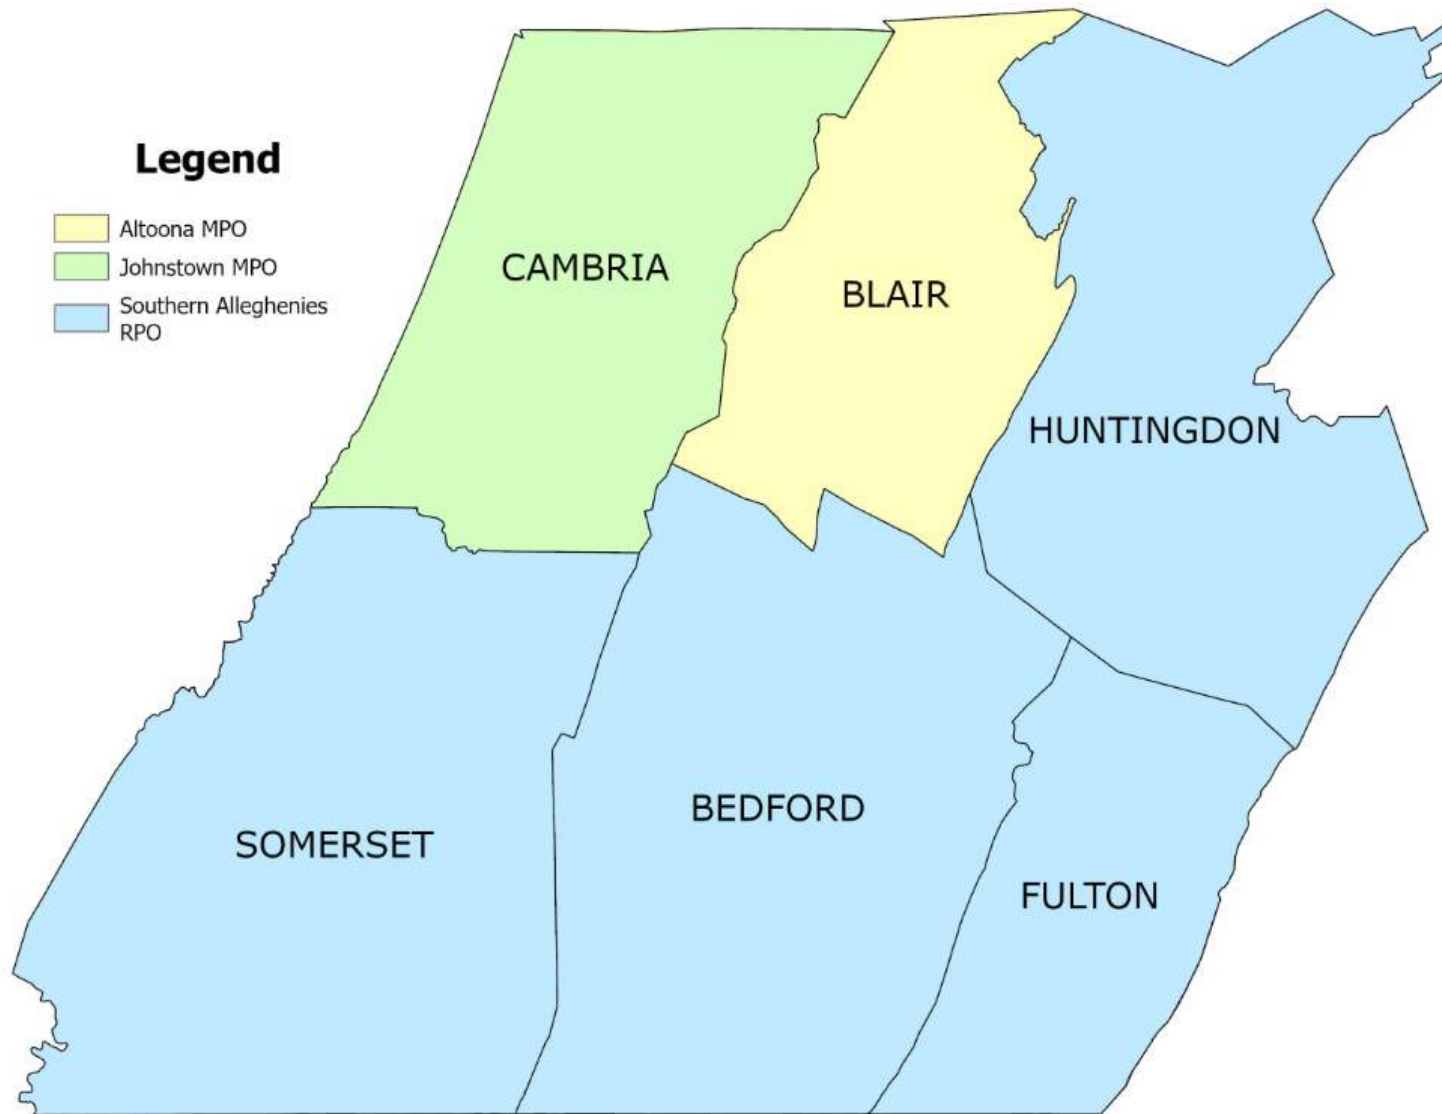 Legend
Altoona MPO
Johnstown MPO
Southern Alleghenies
RPO
CAMBRIA
BLAIR
HUNTINGDON
SOMERSET
BEDFORD
FULTON